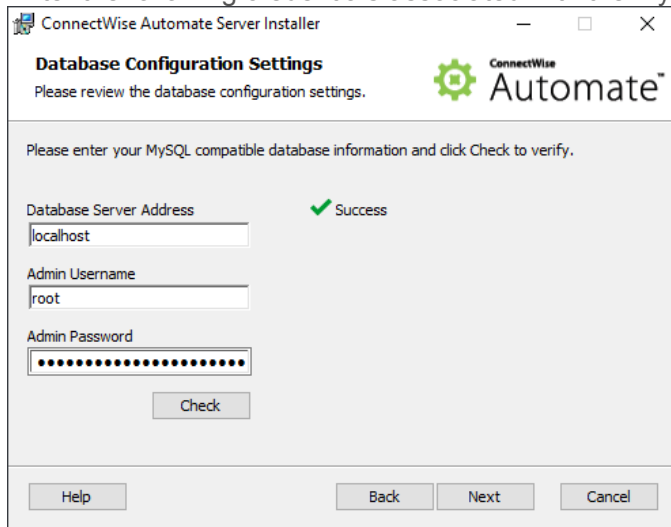 ConnectWise Automate Server Installer
Database Configuration Settings
Please review the database configuration settings.
ConnectWise
Automate™
Please enter your MySQL compatible database information and click Check to verify.
Database Server Address
Success
localhost
Admin Username
root
Admin Password
●●●●●●●●●●●●●●●●●●●●●●
Check
Help
Back
Next
Cancel